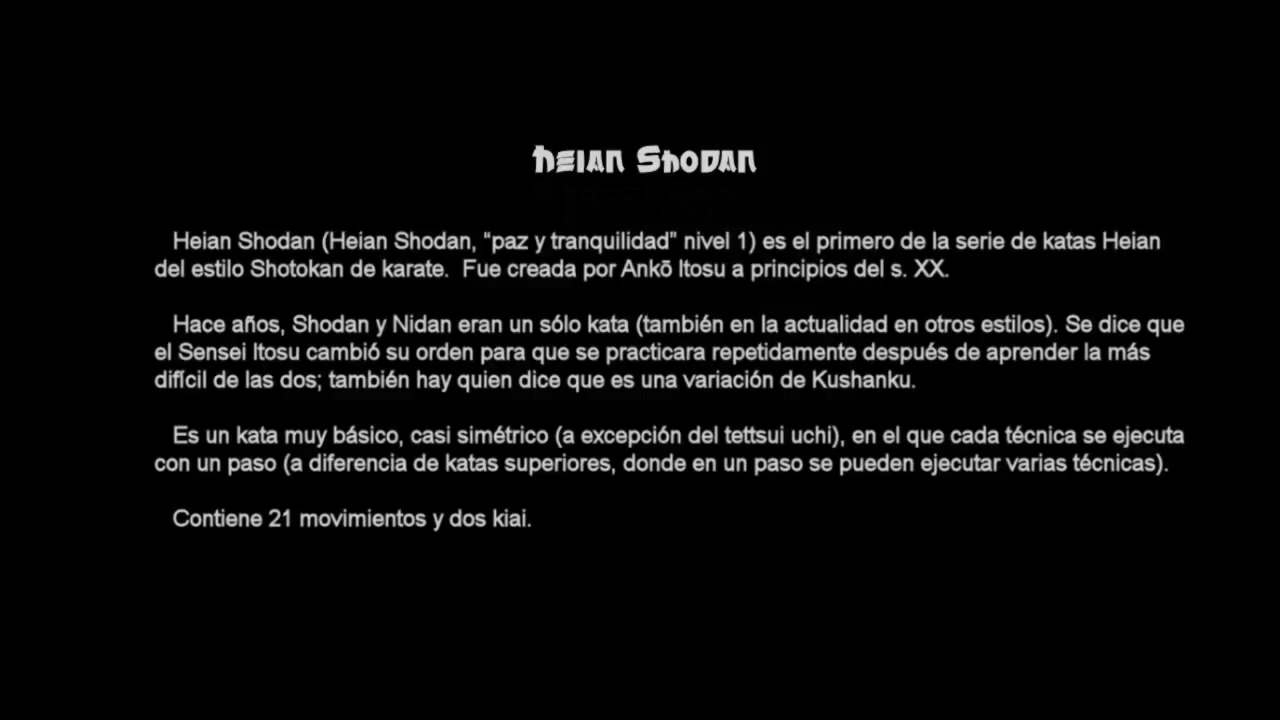 Heian Shodan
Heian Shodan (Heian Shodan, “paz y tranquilidad” nivel 1) es el primero de la serie de katas Heian
del estilo Shotokan de karate.  Fue creada por Ankō Itosu a principios del s. XX.
Hace años, Shodan y Nidan eran un sólo kata (también en la actualidad en otros estilos). Se dice que
el Sensei Itosu cambió su orden para que se practicara repetidamente después de aprender la más
difícil de las dos; también hay quien dice que es una variación de Kushanku.
Es un kata muy básico, casi simétrico (a excepción del tettsui uchi), en el que cada técnica se ejecuta
con un paso (a diferencia de katas superiores, donde en un paso se pueden ejecutar varias técnicas).
Contiene 21 movimientos y dos kiai.